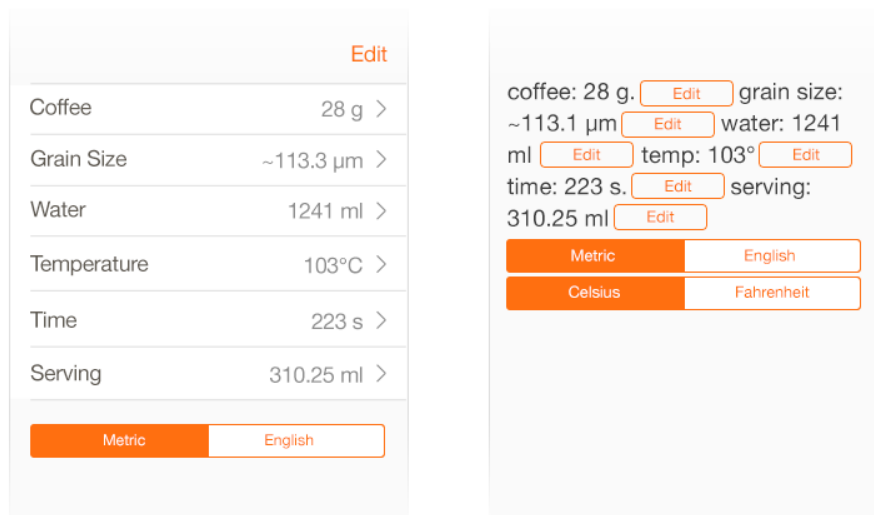 Edit
Coffee 28 g >
Grain Size ~113.3 µm >
Water 1241 ml >
Temperature 103°C >
Time 223 s >
Serving 310.25 ml >
Metric English
coffee: 28 g. Edit grain size:
~113.1 µm Edit water: 1241
ml Edit temp: 103° Edit
time: 223 s. Edit serving:
310.25 ml Edit
Metric English
Celsius Fahrenheit